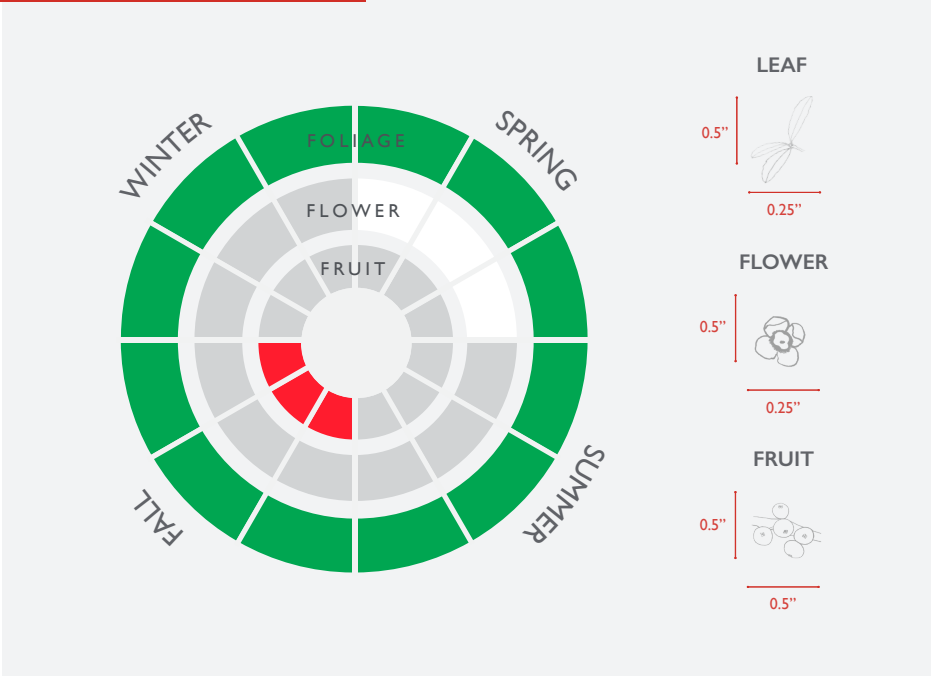 WINTER
SPRING
FOLIAGE
FLOWER
FRUIT
FALL
SUMMER
LEAF
0.5”
0.25”
FLOWER
0.5”
0.25”
FRUIT
0.5”
0.5”